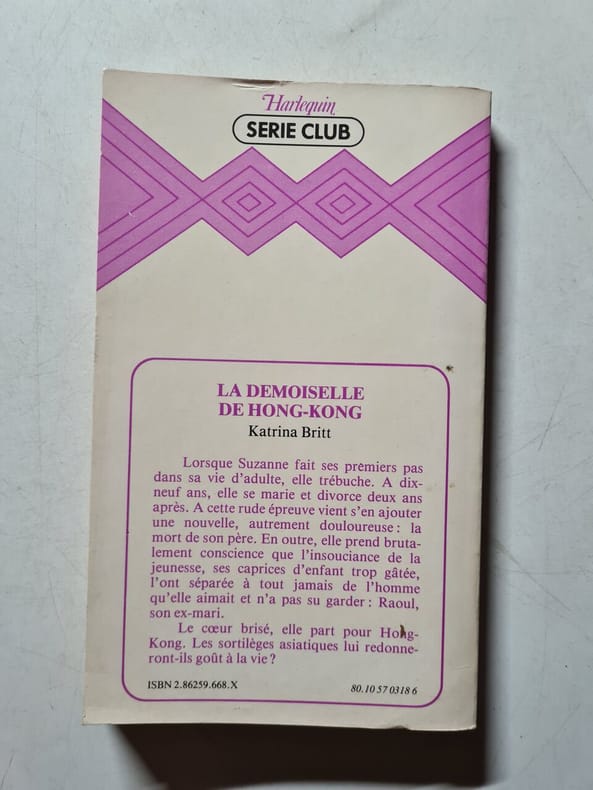 Harlequin
SERIE CLUB
LA DEMOISELLE
DE HONG-KONG
Katrina Britt
Lorsque Suzanne fait ses premiers pas
dans sa vie d'adulte, elle trébuche. A dix-
neuf ans, elle se marie et divorce deux ans
après. A cette rude épreuve vient s'en ajouter
une nouvelle, autrement douloureuse : la
mort de son père. En outre, elle prend bruta-
lement conscience que l'insouciance de la
jeunesse, ses caprices d'enfant trop gâtée,
l'ont séparée à tout jamais de l'homme
qu'elle aimait et n'a pas su garder : Raoul,
son ex-mari.
Le cœur brisé, elle part pour Hong-
Kong. Les sortilèges asiatiques lui redonne-
ront-ils goût à la vie ?
ISBN 2.86259.668.X
80.10 57 0318 6